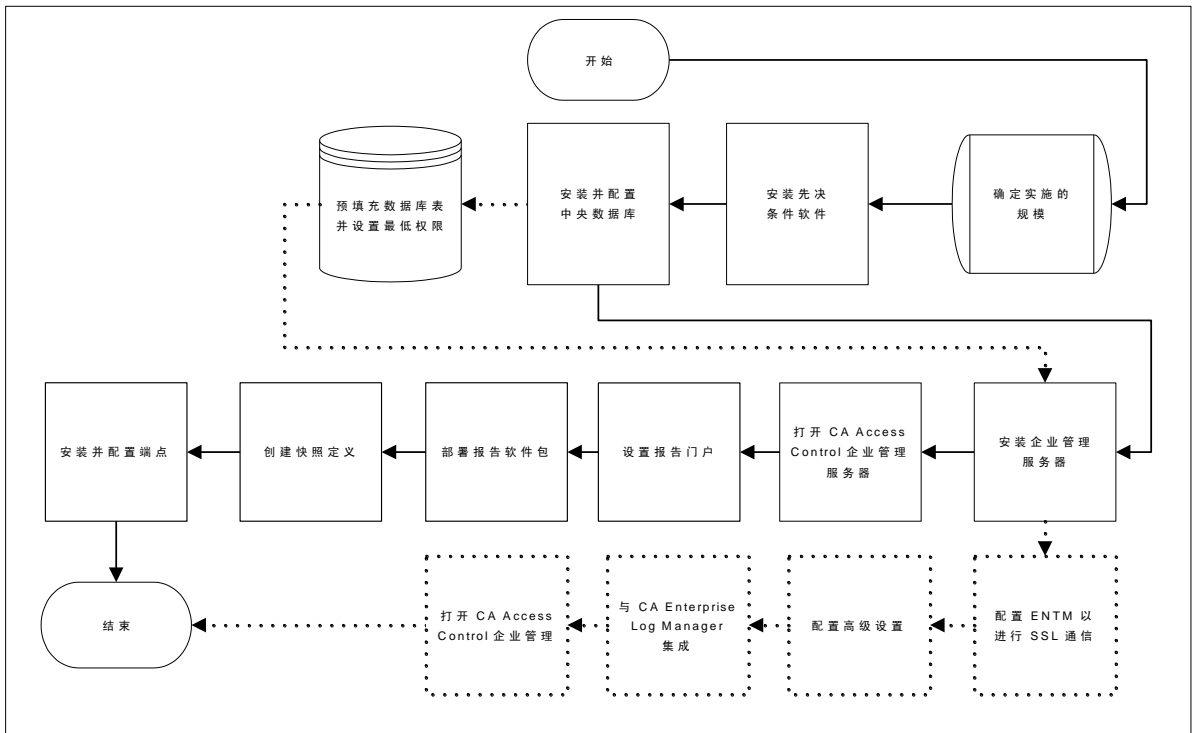 开始
预填充数据库表
并设置最低权限
安装并配置
中央数据库
安装先决
条件软件
确定实施的
规模
安装并配置端点
创建快照定义
部署报告软件包
设置报告门户
打开 CA Access
Control 企业管理
服务器
安装企业管理
服务器
结束
打开 CA Access
Control 企业管理
与 CA Enterprise
Log Manager
集成
配置高级设置
配置 ENTM 以
进行 SSL 通信